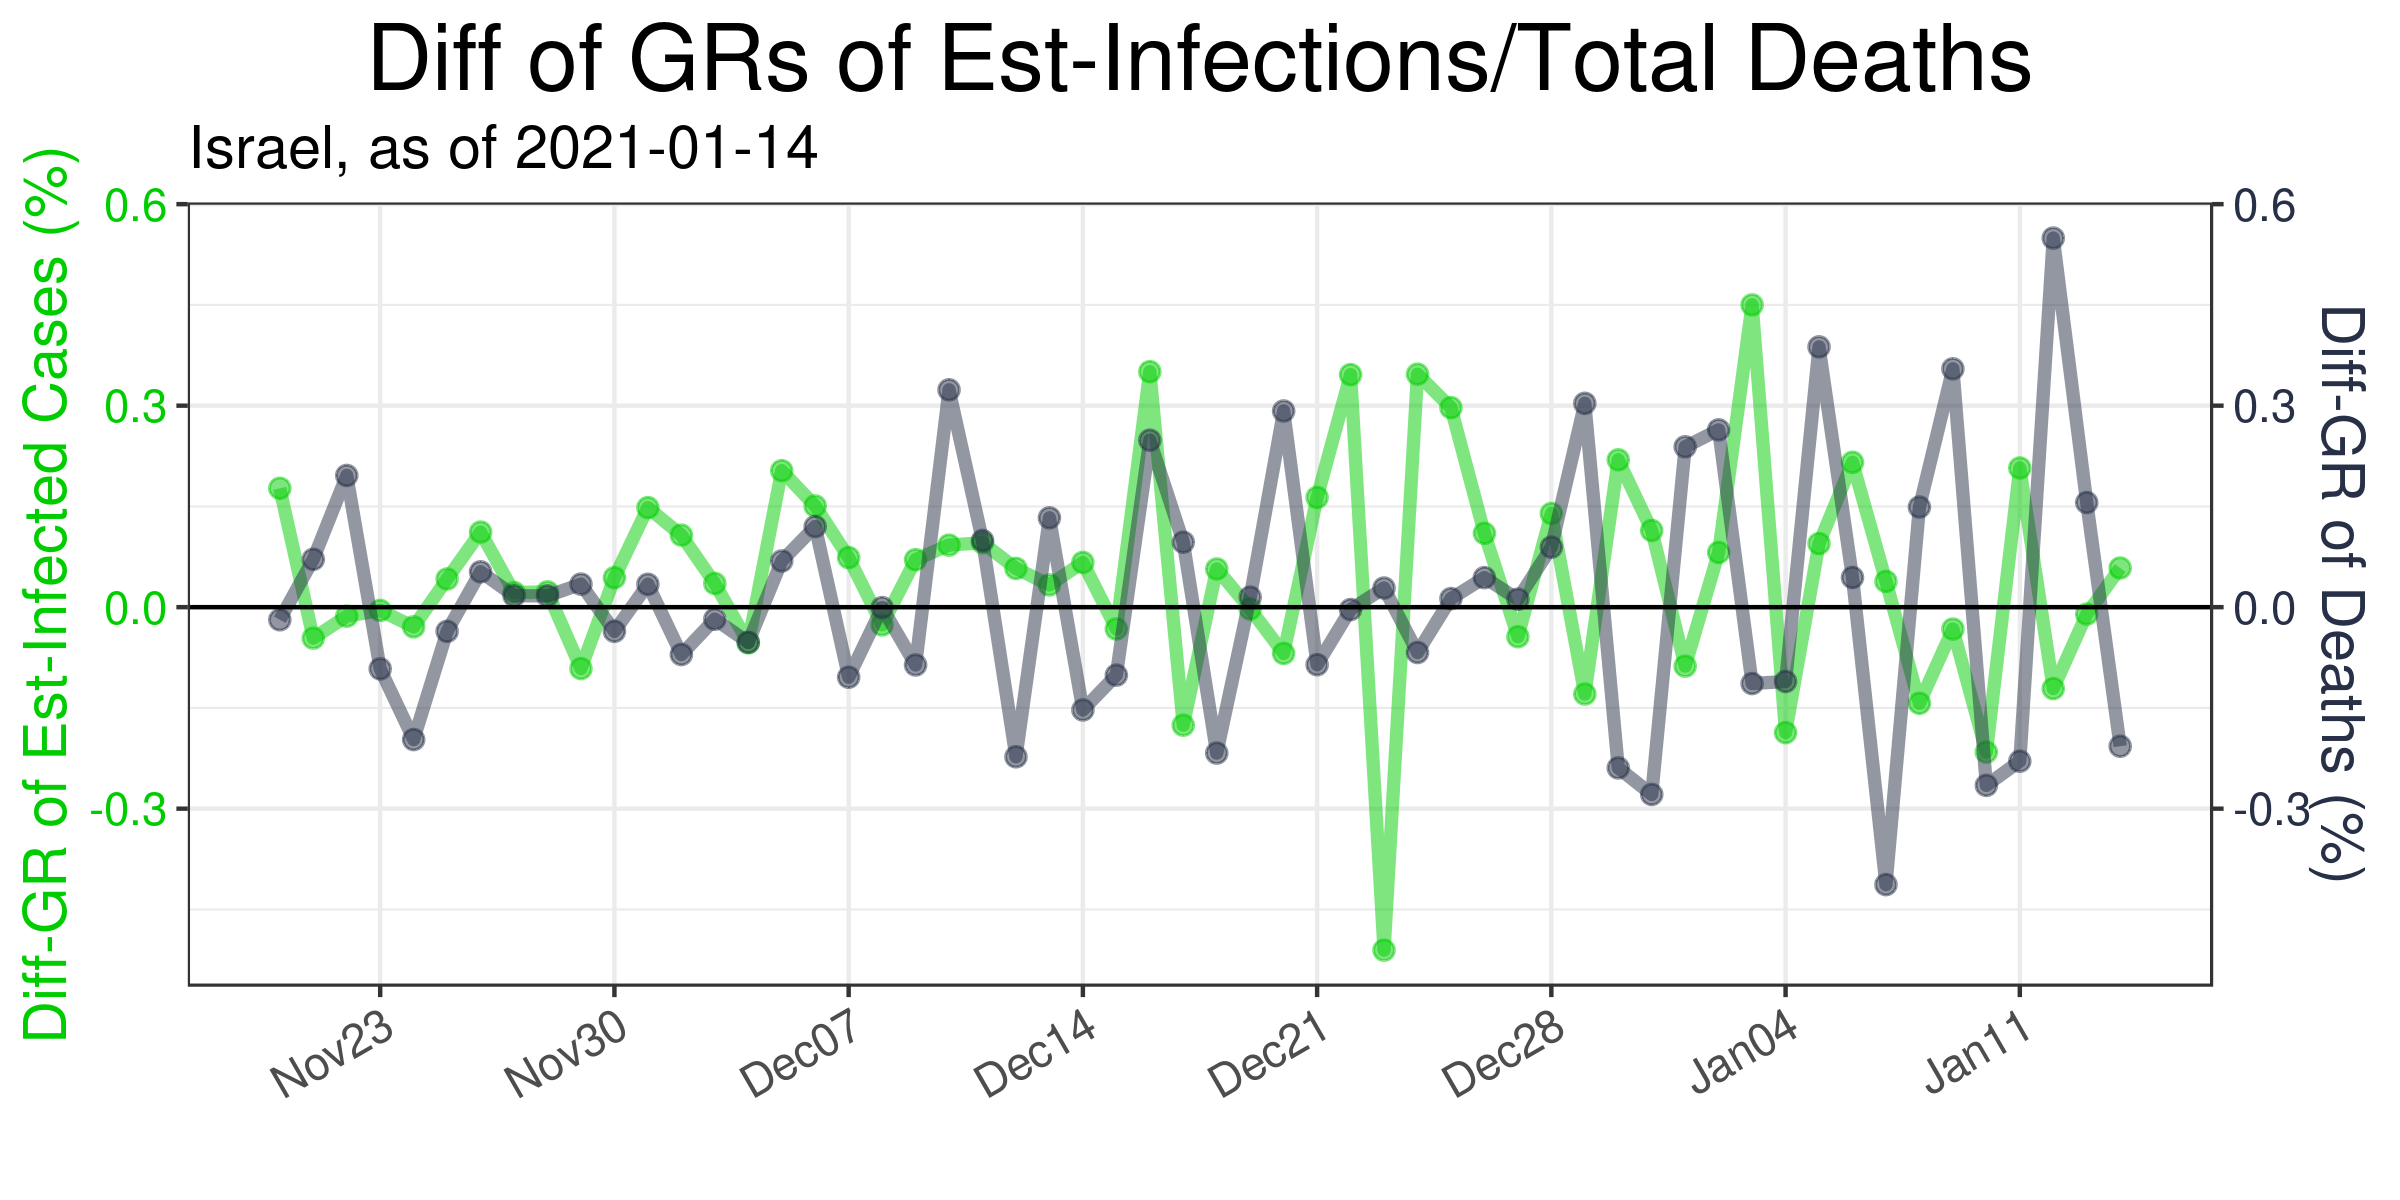 Diff of GRs of Est-Infections/Total Deaths
Israel, as of 2021-01-14
Diff-GR of Est-Infected Cases (%)
0.6
0.3
0.0
-0.3
0.6
0.3
0.0
-0.3
Diff-GR of Deaths (%)
Nov23
Nov30
Dec07
Dec14
Dec21
Dec28
Jan04
Jan11